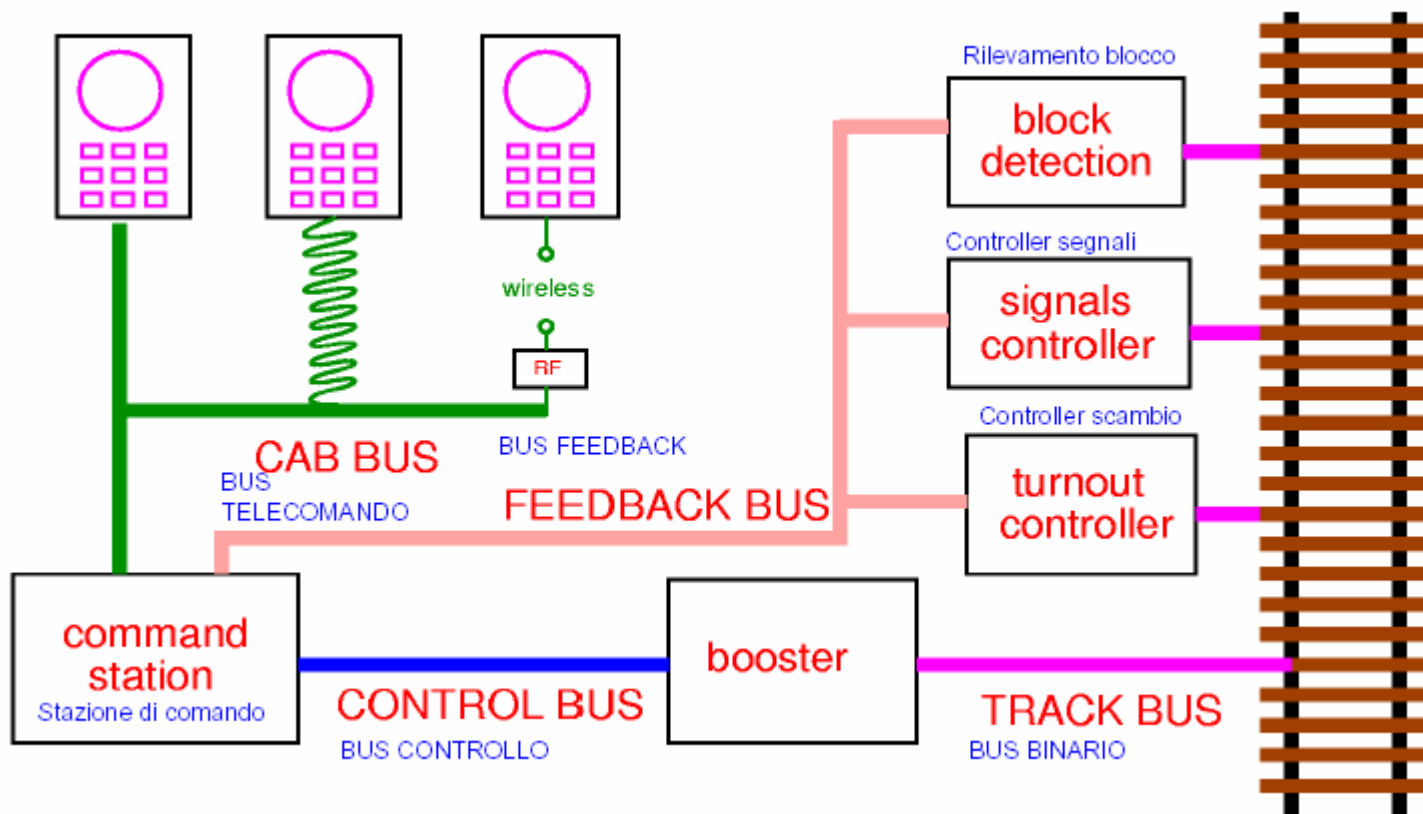 Rilevamento blocco
block
detection
wireless
Controller segnali
signals
controller
RF
Controller scambio
CAB BUS
BUS FEEDBACK
BUS
TELECOMANDO
FEEDBACK BUS
turnout
controller
command
station
Stazione di comando
booster
CONTROL BUS
BUS CONTROLLO
TRACK BUS
BUS BINARIO